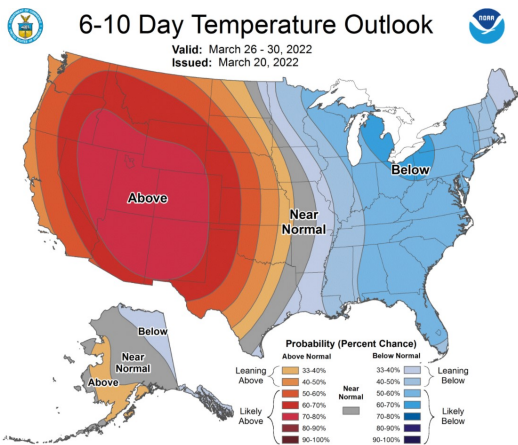 6-10 Day Temperature Outlook
Valid: March 26 - 30, 2022
Issued: March 20, 2022
NOAA
Above
Near
Normal
Below
Below
Near
Normal
Above
Probability (Percent Chance)
Above Normal
Below Normal
Leaning
Above
33-40%
40-50%
Likely
Above
50-60%
60-70%
70-80%
80-90%
90-100%
Near
Normal
33-40%
40-50%
Leaning
Below
50-60%
60-70%
70-80%
80-90%
90-100%
Likely
Below